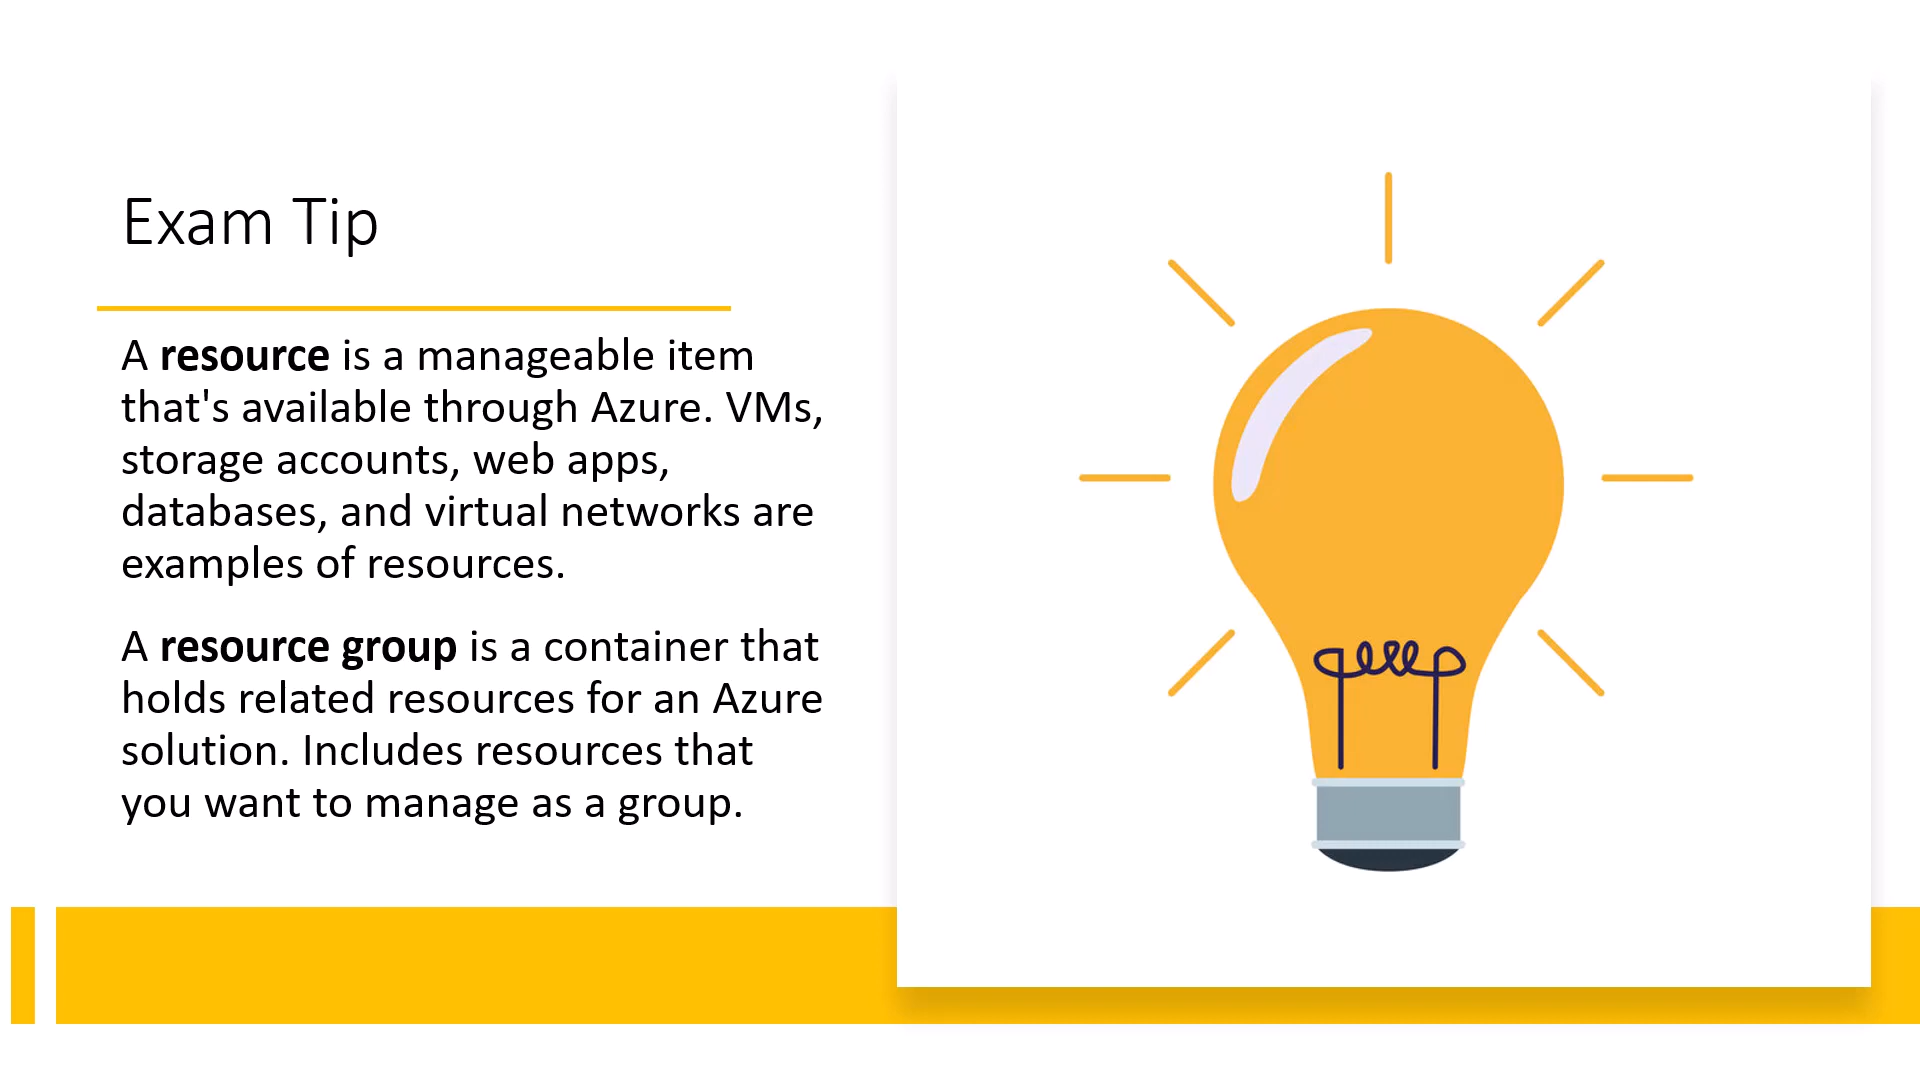 Exam Tip
A resource is a manageable item
that's available through Azure. VMs,
storage accounts, web apps,
databases, and virtual networks are
examples of resources.
A resource group is a container that
holds related resources for an Azure
solution. Includes resources that
you want to manage as a group.